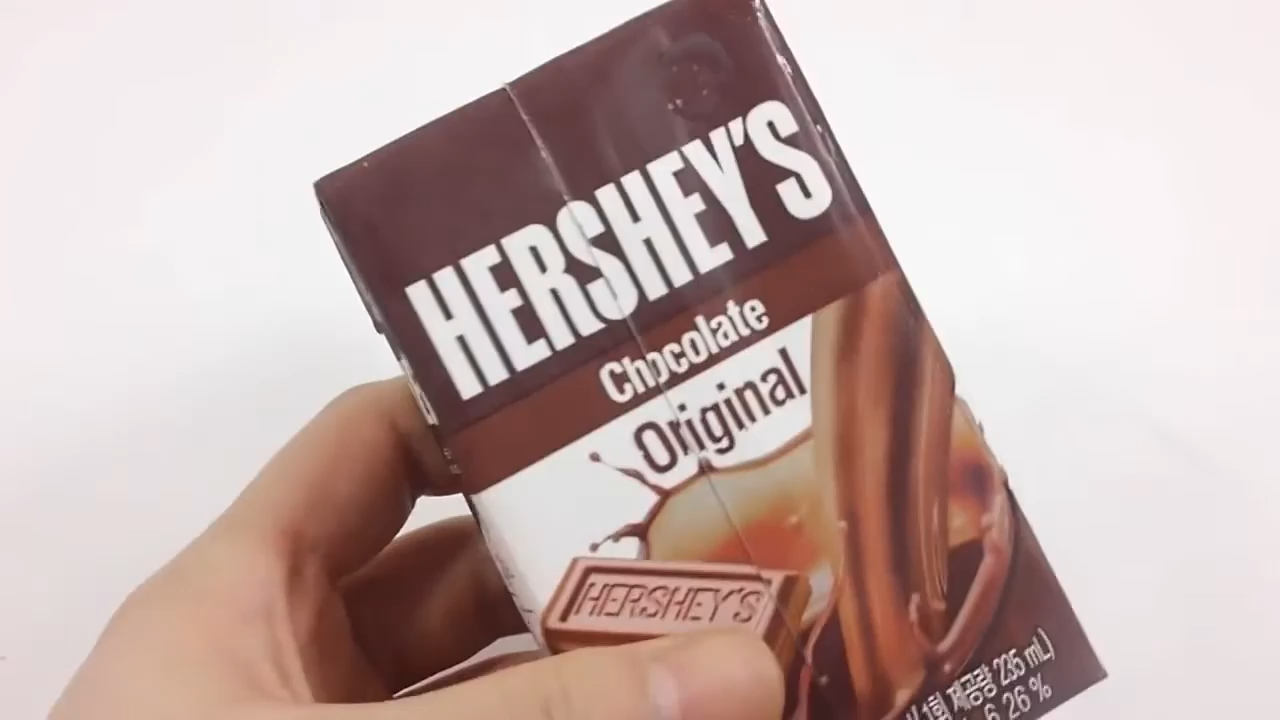 HERSHEY'S
Chocolate
Original
HERSHEY'S
1회 제공량 235 mL)
6.26 %